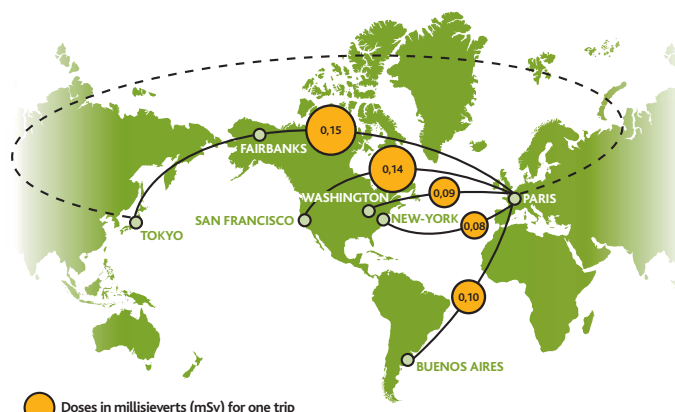 0,15
FAIRBANKS
0,14
WASHINGTON
0,09
PARIS
SAN FRANCISCO
NEW-YORK
0,08
TOKYO
0,10
BUENOS AIRES
Doses in millisieverts (mSv) for one trip